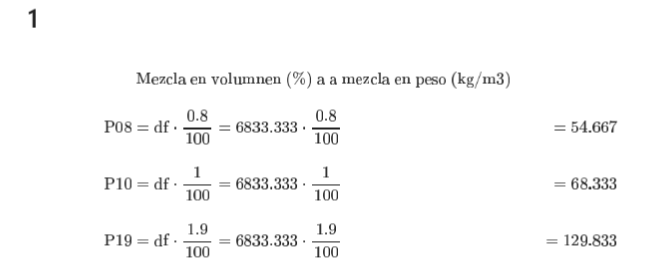 1
Mezcla en volumnen (%) a a mezcla en peso (kg/m3)
P08 = df · 0.8/100 = 6833.333 · 0.8/100 = 54.667
P10 = df · 1/100 = 6833.333 · 1/100 = 68.333
P19 = df · 1.9/100 = 6833.333 · 1.9/100 = 129.833